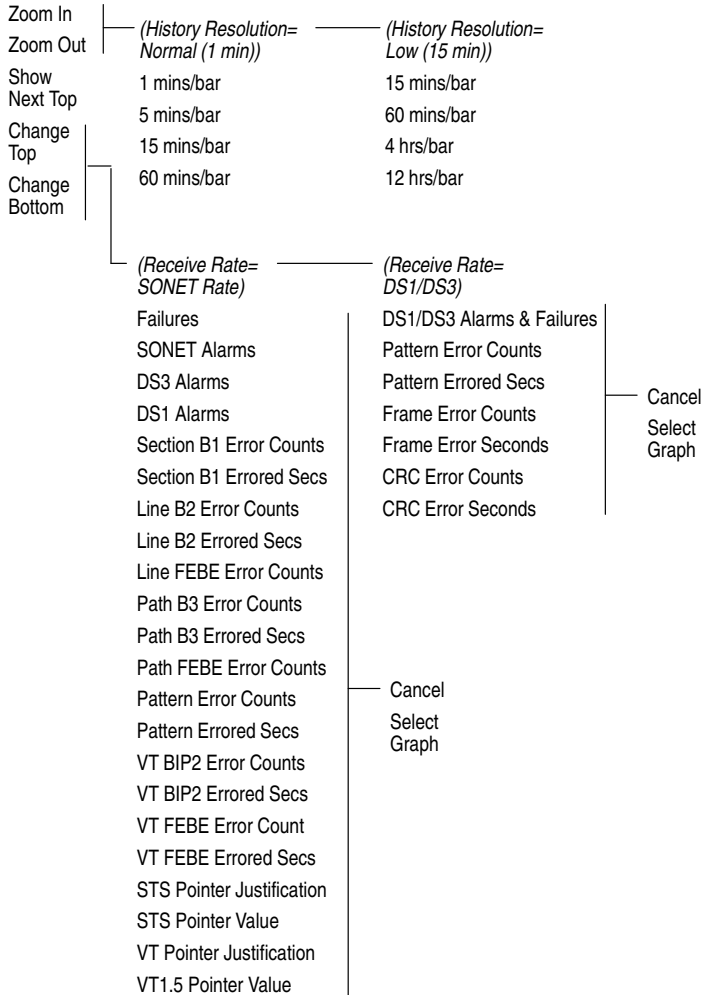 Zoom In
Zoom Out
Show
Next Top
Change
Top
Change
Bottom
(History Resolution=
Normal (1 min))
1 mins/bar
5 mins/bar
15 mins/bar
60 mins/bar
(History Resolution=
Low (15 min))
15 mins/bar
60 mins/bar
4 hrs/bar
12 hrs/bar
(Receive Rate=
SONET Rate)
Failures
SONET Alarms
DS3 Alarms
DS1 Alarms
Section B1 Error Counts
Section B1 Errored Secs
Line B2 Error Counts
Line B2 Errored Secs
Line FEBE Error Counts
Path B3 Error Counts
Path B3 Errored Secs
Path FEBE Error Counts
Pattern Error Counts
Pattern Errored Secs
VT BIP2 Error Counts
VT BIP2 Errored Secs
VT FEBE Error Count
VT FEBE Errored Secs
STS Pointer Justification
STS Pointer Value
VT Pointer Justification
VT1.5 Pointer Value
Cancel
Select
Graph
(Receive Rate=
DS1/DS3)
DS1/DS3 Alarms & Failures
Pattern Error Counts
Pattern Errored Secs
Frame Error Counts
Frame Error Seconds
CRC Error Counts
CRC Error Seconds
Cancel
Select
Graph